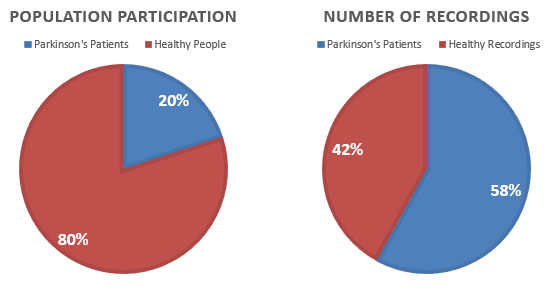 POPULATION PARTICIPATION
Parkinson's Patients Healthy People
20%
80%
NUMBER OF RECORDINGS
Parkinson's Patients Healthy Recordings
42%
58%